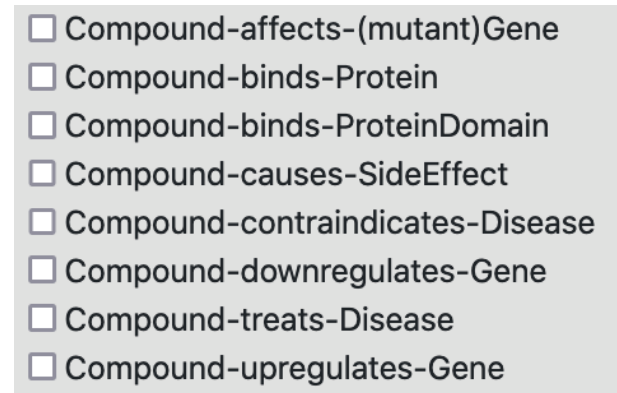 Compound-affects-(mutant)Gene
Compound-binds-Protein
Compound-binds-ProteinDomain
Compound-causes-SideEffect
Compound-contraindicates-Disease
Compound-downregulates-Gene
Compound-treats-Disease
Compound-upregulates-Gene